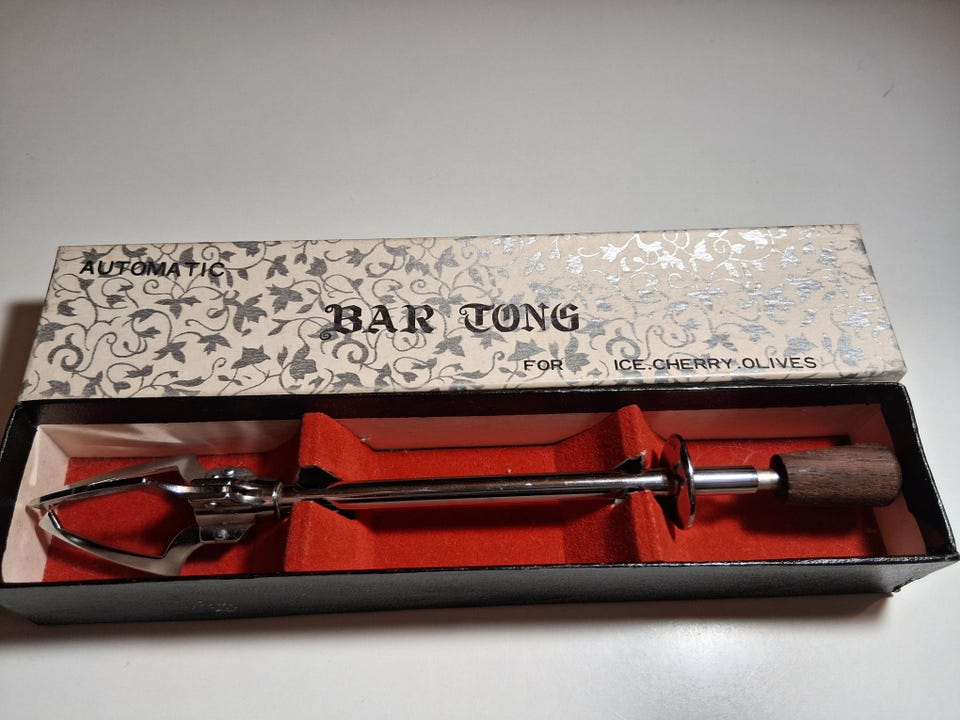 AUTOMATIC
BAR TONG
FOR ICE.CHERRY.OLIVES